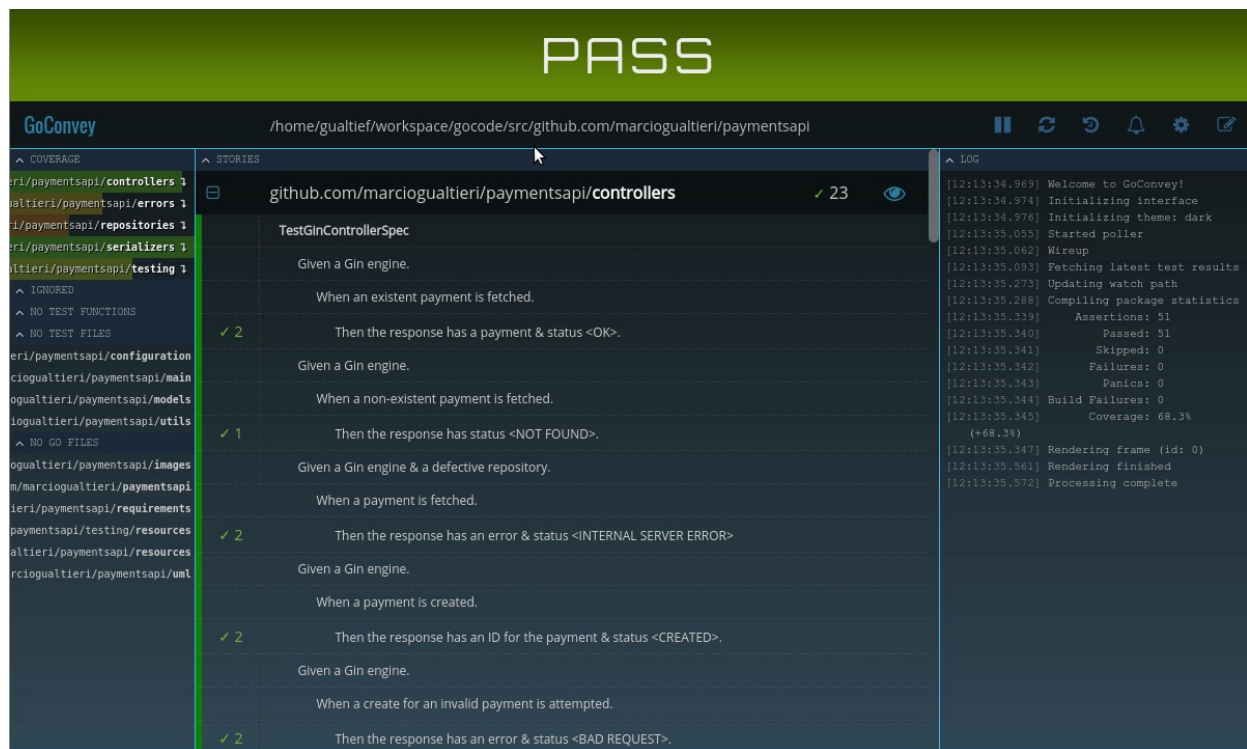 PASS
GoConvey
/home/gualtief/workspace/gocode/src/github.com/marciogualtieri/paymentsapi
COVERAGE
eri/paymentsapi/controllers
ualtieri/paymentsapi/errors
i/paymentsapi/repositories
eri/paymentsapi/serializers
altieri/paymentsapi/testing
IGNORED
NO TEST FUNCTIONS
NO TEST FILES
eri/paymentsapi/configuration
rciogualtieri/paymentsapi/main
ogualtieri/paymentsapi/models
iogualtieri/paymentsapi/utils
NO GO FILES
ogualtieri/paymentsapi/images
m/marciogualtieri/paymentsapi
ieri/paymentsapi/requirements
paymentsapi/testing/resources
altieri/paymentsapi/resources
rciogualtieri/paymentsapi/uml
STORIES
github.com/marciogualtieri/paymentsapi/controllers ✓ 23
TestGinControllerSpec
Given a Gin engine.
When an existent payment is fetched.
✓ 2 Then the response has a payment & status <OK>.
Given a Gin engine.
When a non-existent payment is fetched.
✓ 1 Then the response has status <NOT FOUND>.
Given a Gin engine & a defective repository.
When a payment is fetched.
✓ 2 Then the response has an error & status <INTERNAL SERVER ERROR>
Given a Gin engine.
When a payment is created.
✓ 2 Then the response has an ID for the payment & status <CREATED>.
Given a Gin engine.
When a create for an invalid payment is attempted.
✓ 2 Then the response has an error & status <BAD REQUEST>.
LOG
[12:13:34.969] Welcome to GoConvey!
[12:13:34.974] Initializing interface
[12:13:34.976] Initializing theme: dark
[12:13:35.055] Started poller
[12:13:35.062] Wireup
[12:13:35.093] Fetching latest test results
[12:13:35.273] Updating watch path
[12:13:35.288] Compiling package statistics
[12:13:35.339] Assertions: 51
[12:13:35.340] Passed: 51
[12:13:35.341] Skipped: 0
[12:13:35.342] Failures: 0
[12:13:35.343] Panics: 0
[12:13:35.344] Build Failures: 0
[12:13:35.345] Coverage: 68.3%
(+68.3%)
[12:13:35.347] Rendering frame (id: 0)
[12:13:35.561] Rendering finished
[12:13:35.572] Processing complete